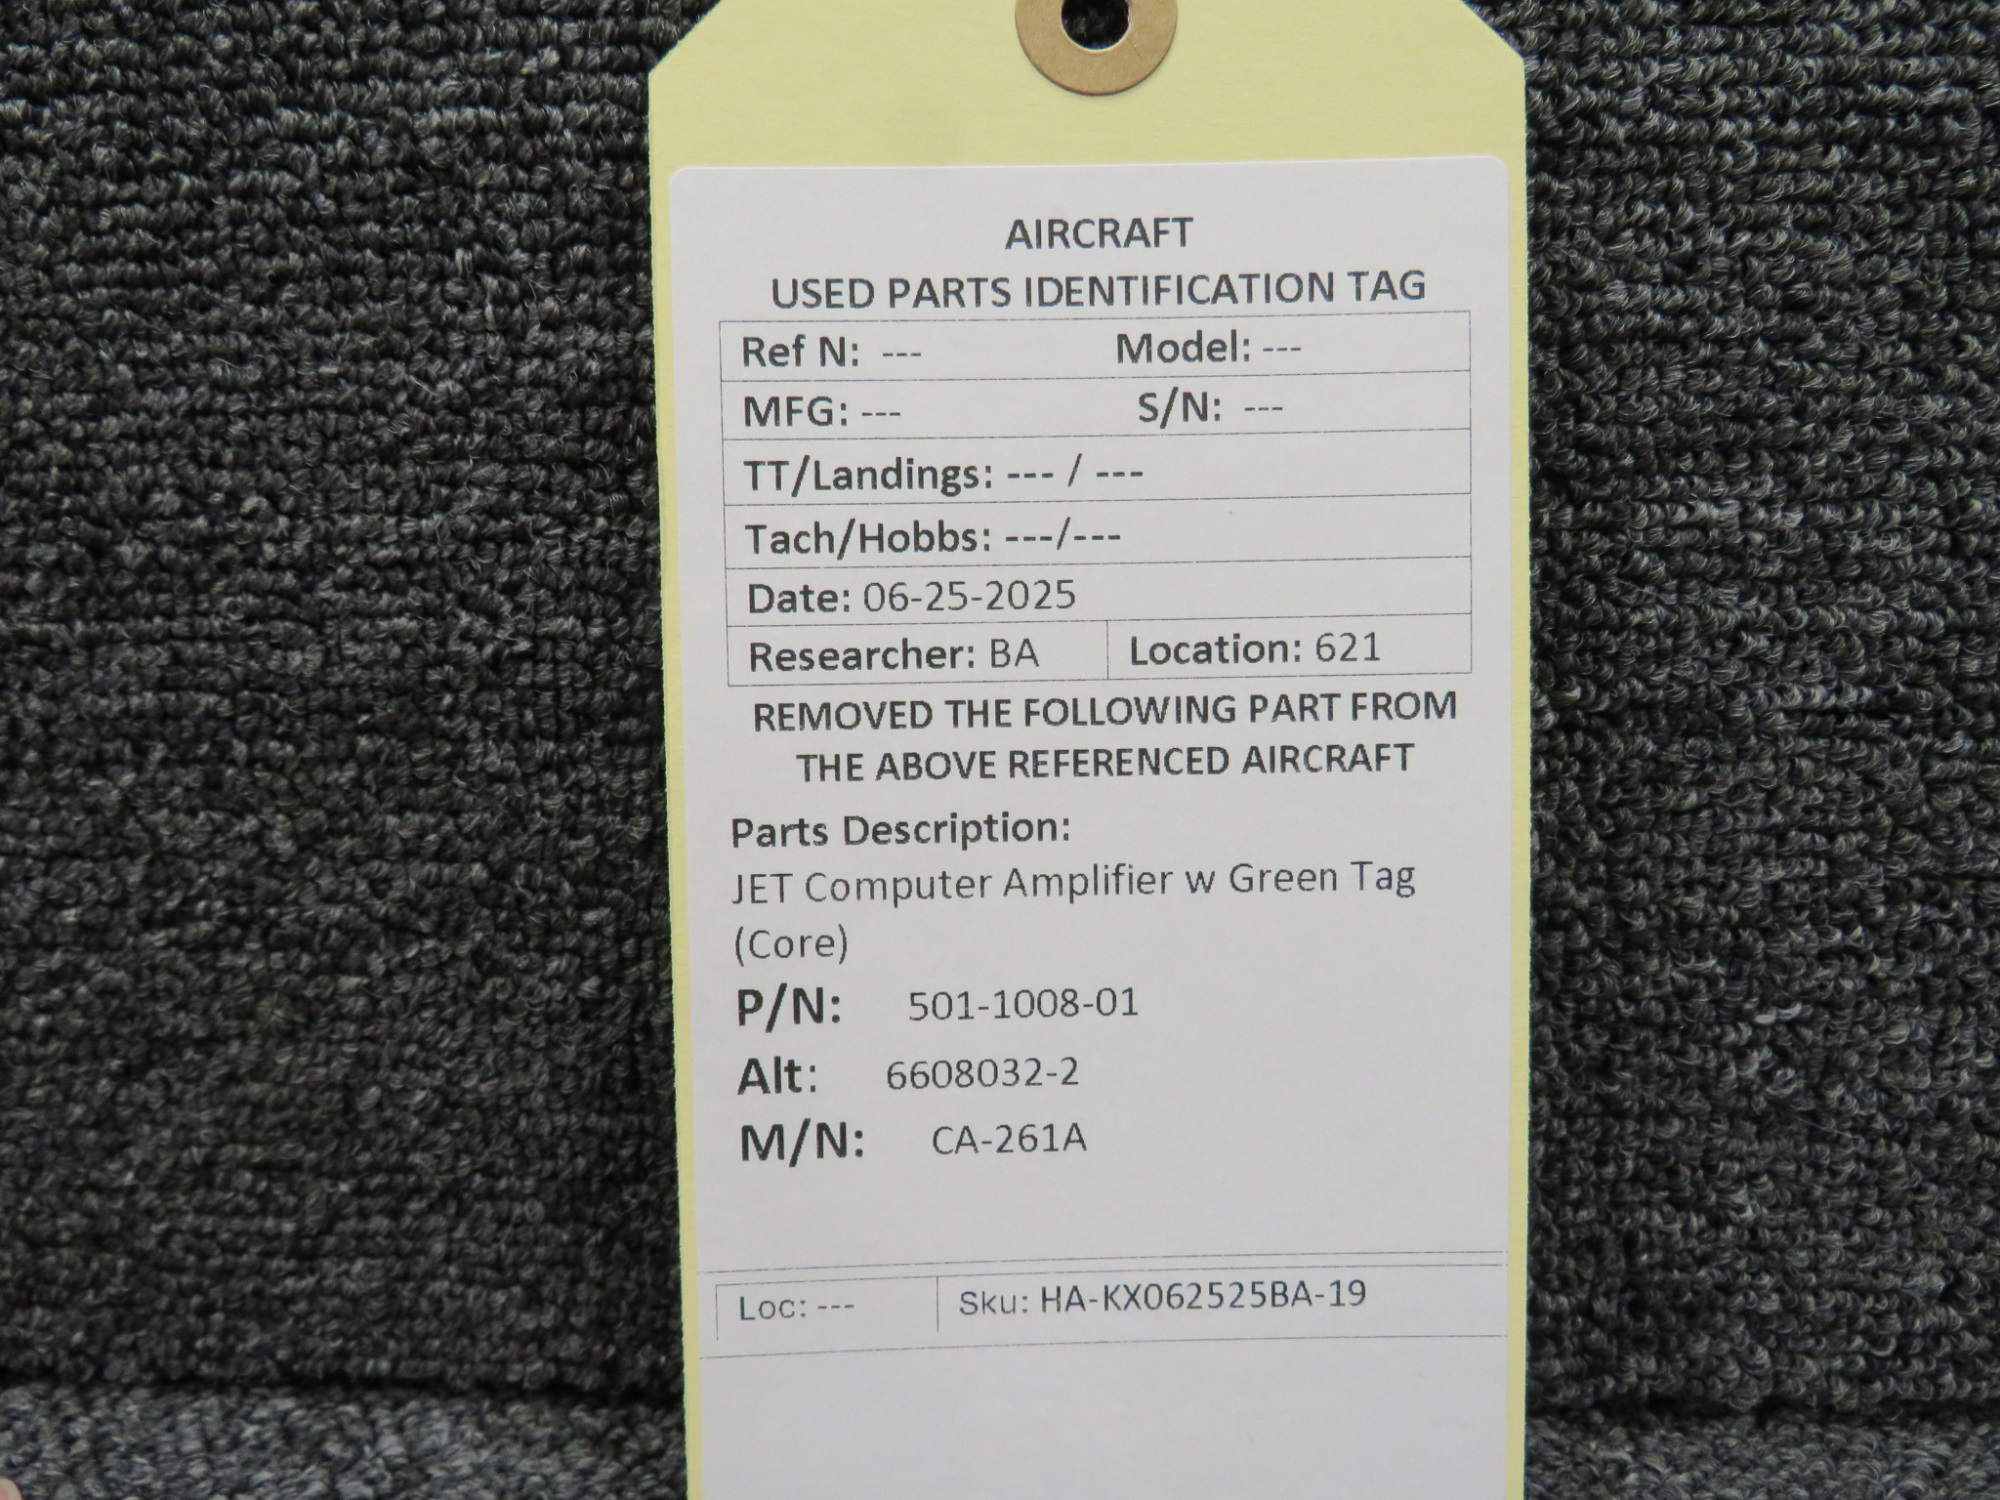 AIRCRAFT
USED PARTS IDENTIFICATION TAG
Ref N: --- Model: ---
MFG: --- S/N: ---
TT/Landings: --- / ---
Tach/Hobbs: ---/---
Date: 06-25-2025
Researcher: BA Location: 621
REMOVED THE FOLLOWING PART FROM
THE ABOVE REFERENCED AIRCRAFT
Parts Description:
JET Computer Amplifier w Green Tag
(Core)
P/N: 501-1008-01
Alt: 6608032-2
M/N: CA-261A
Loc: --- Sku: HA-KX062525BA-19